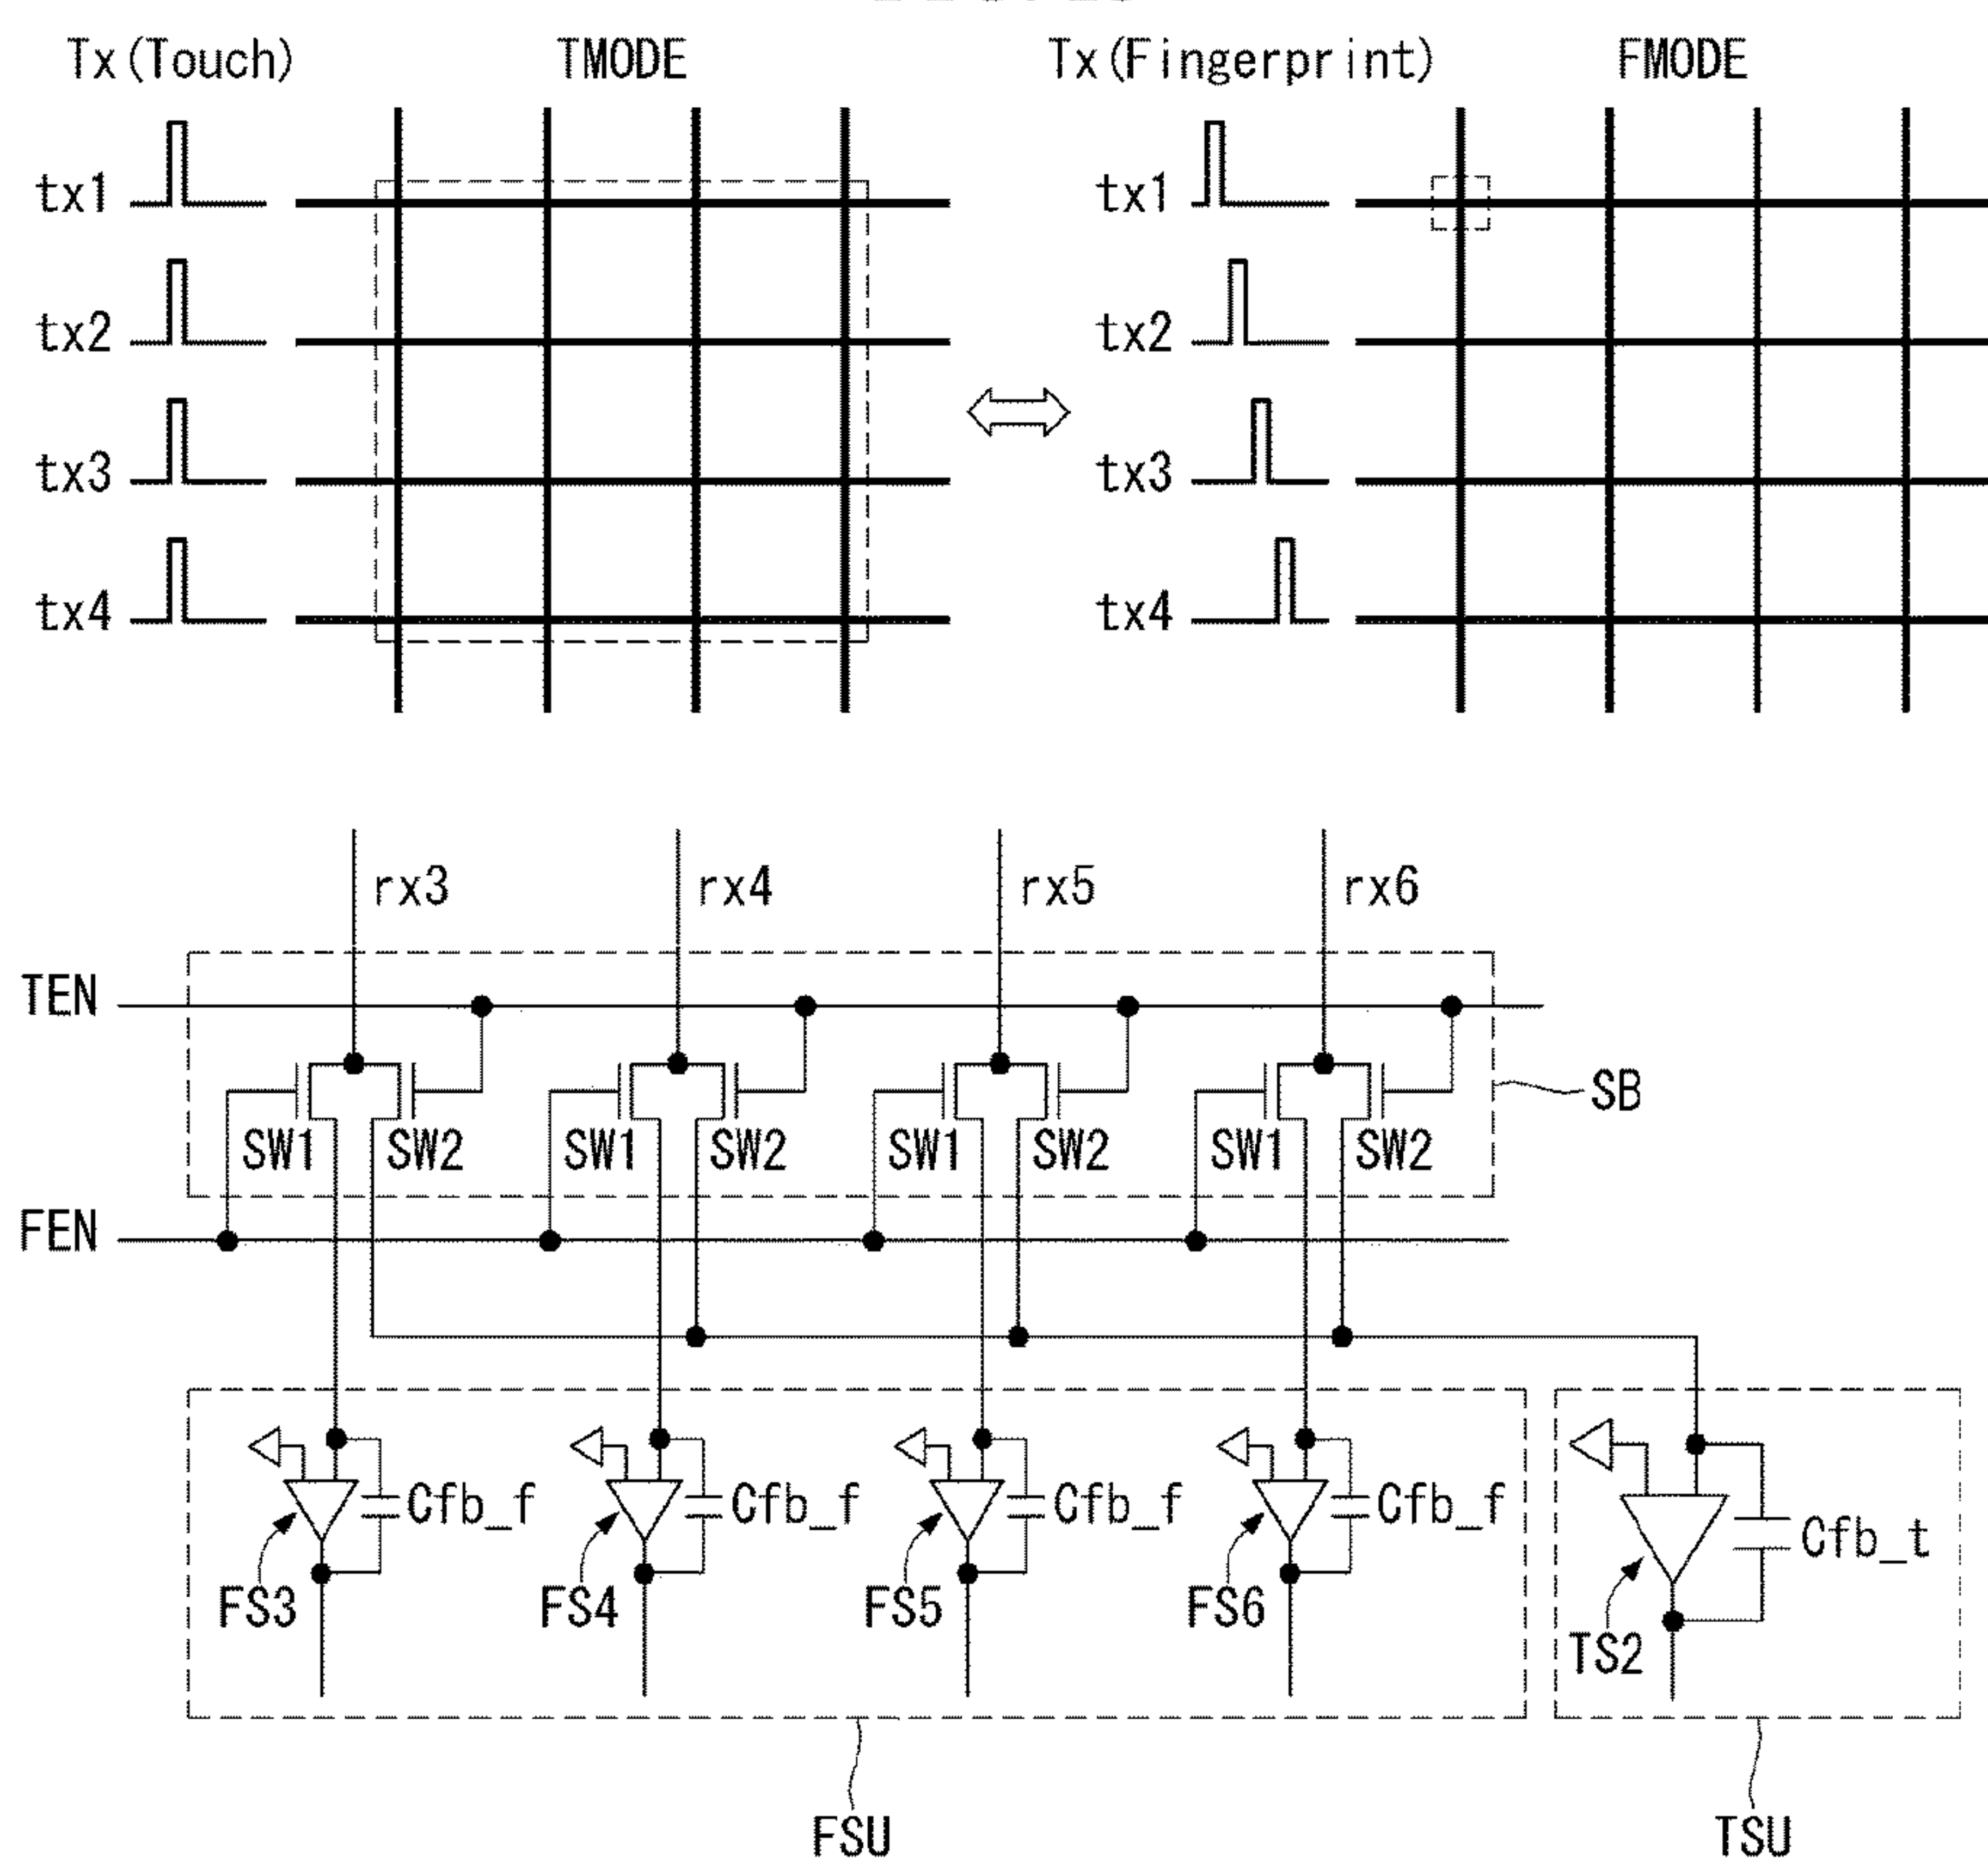 Tx(Touch) TMODE Tx(Fingerprint) FMODE
tx1 tx1
tx2 tx2
tx3 tx3
tx4 tx4
rx3 rx4 rx5 rx6
TEN
SB
SW1 SW2 SW1 SW2 SW1 SW2 SW1 SW2
FEN
Cfb_f Cfb_f Cfb_f Cfb_f Cfb_t
FS3 FS4 FS5 FS6 TS2
FSU TSU